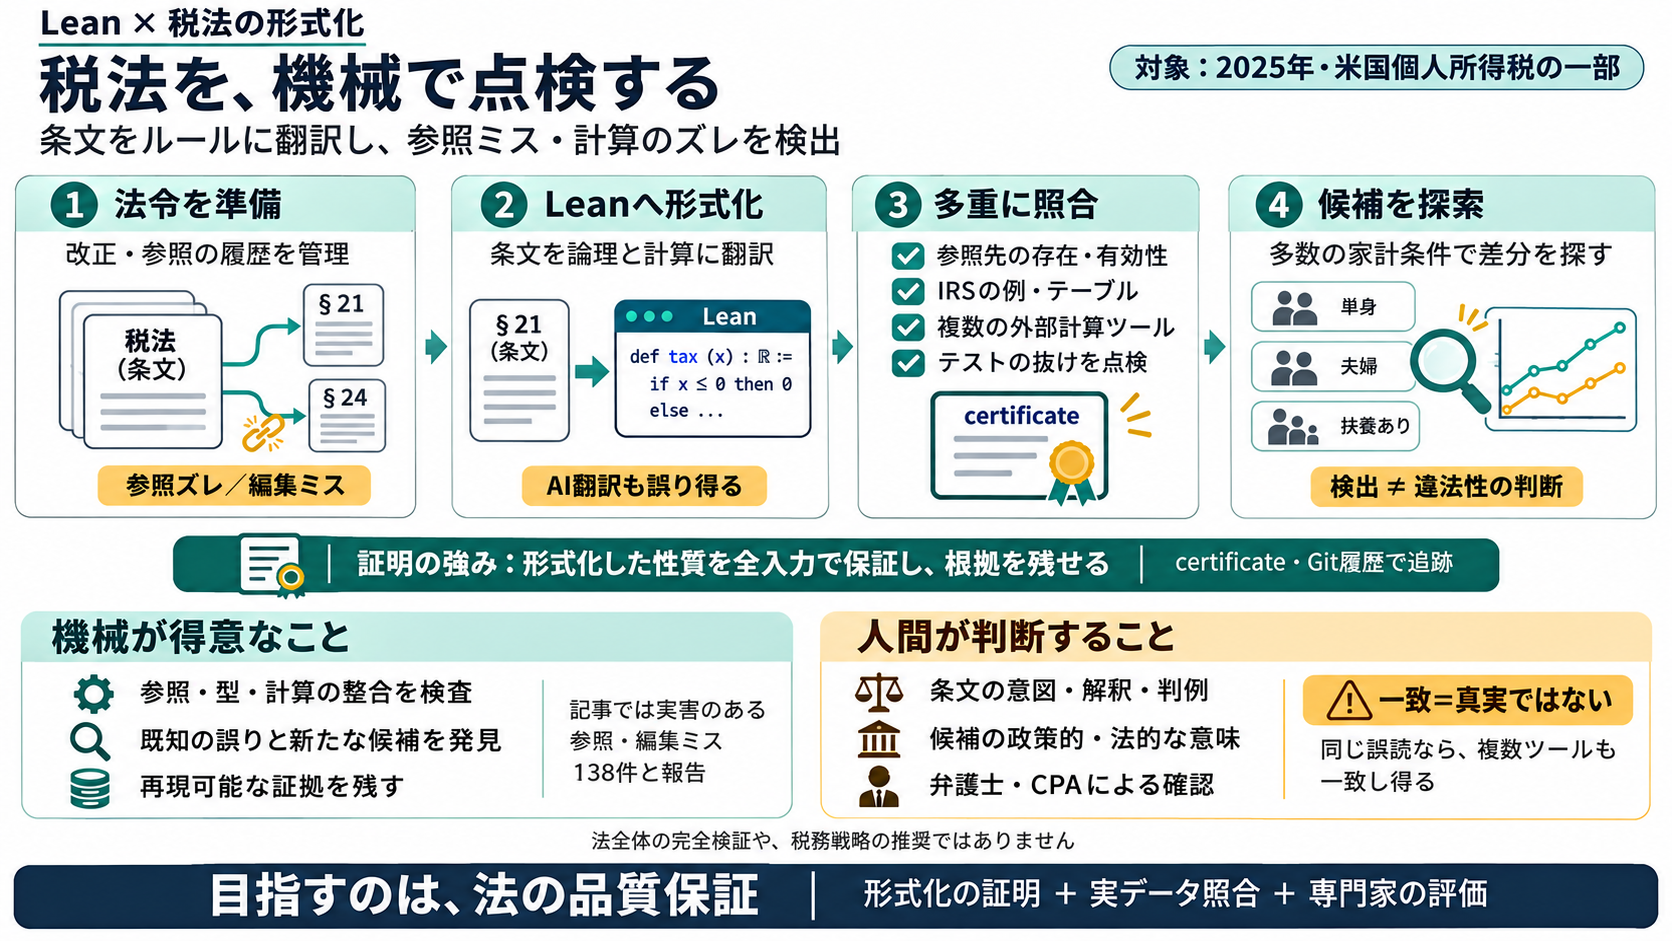 Lean × 税法の形式化
税法を、機械で点検する
条文をルールに翻訳し、参照ミス・計算のズレを検出
対象：2025年・米国個人所得税の一部
1 法令を準備
改正・参照の履歴を管理
税法
（条文）
§ 21
§ 24
参照ズレ／編集ミス
2 Leanへ形式化
条文を論理と計算に翻訳
§ 21
（条文）
Lean
def tax (x) : ℝ :=
if x ≤ 0 then 0
else ...
AI翻訳も誤り得る
3 多重に照合
参照先の存在・有効性
IRSの例・テーブル
複数の外部計算ツール
テストの抜けを点検
certificate
4 候補を探索
多数の家計条件で差分を探す
単身
夫婦
扶養あり
検出 ≠ 違法性の判断
証明の強み：形式化した性質を全入力で保証し、根拠を残せる
certificate・Git履歴で追跡
機械が得意なこと
参照・型・計算の整合を検査
既知の誤りと新たな候補を発見
再現可能な証拠を残す
記事では実害のある
参照・編集ミス
138件と報告
人間が判断すること
条文の意図・解釈・判例
候補の政策的・法的な意味
弁護士・CPAによる確認
一致＝真実ではない
同じ誤読なら、複数ツールも
一致し得る
法全体の完全検証や、税務戦略の推奨ではありません
目指すのは、法の品質保証
形式化の証明 ＋ 実データ照合 ＋ 専門家の評価